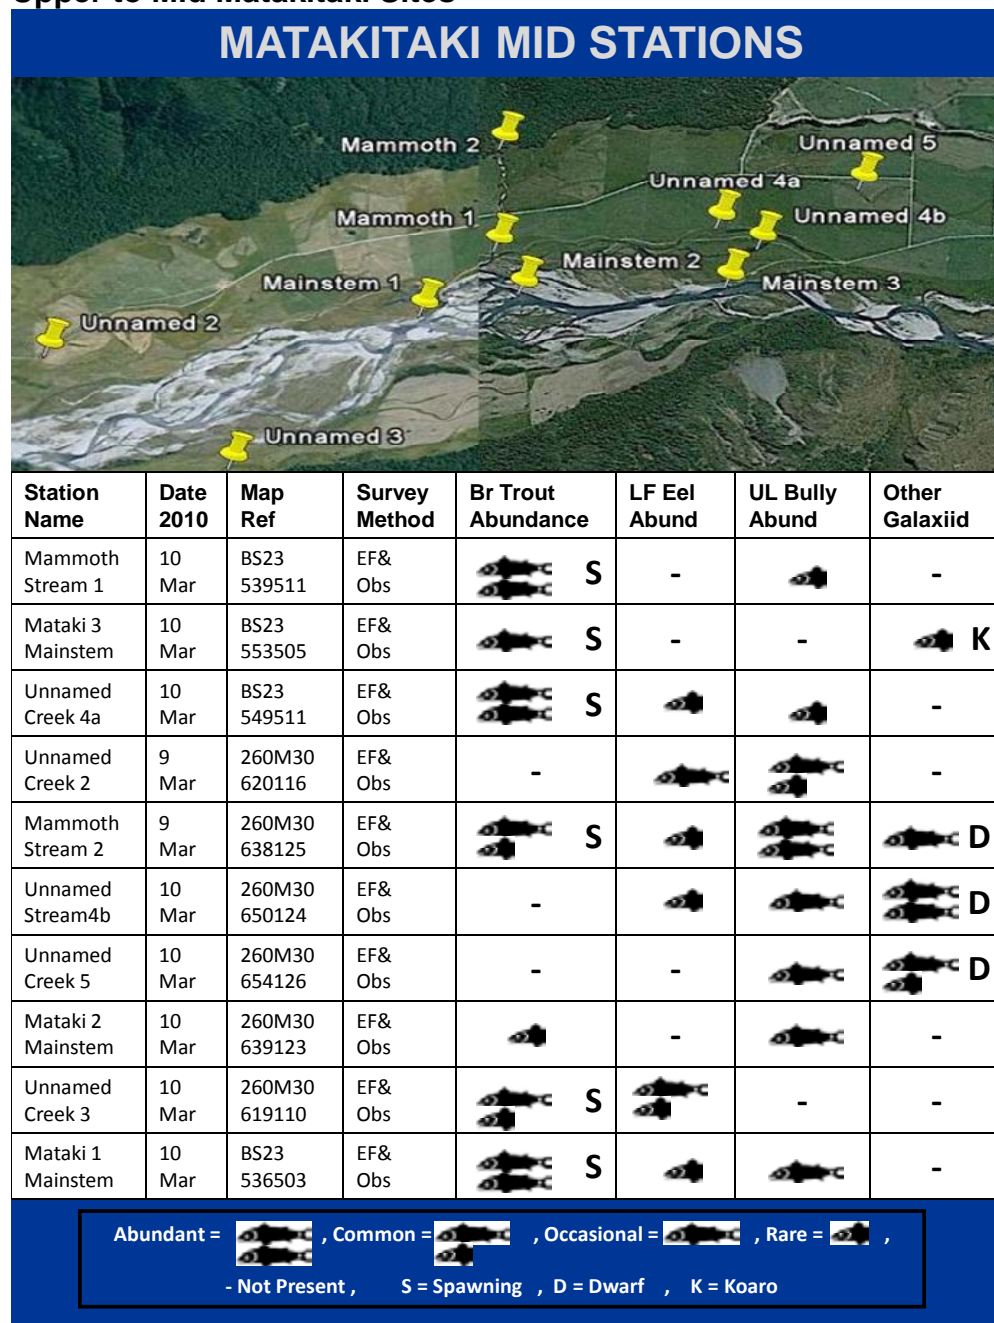 Upper to Mid Matakitaki Sites
MATAKITAKI MID STATIONS
Mammoth 2
Unnamed 5
Unnamed 4a
Mammoth 1
Unnamed 4b
Mainstem 2
Mainstem 1
Mainstem 3
Unnamed 2
Unnamed 3
Station Name Date 2010 Map Ref Survey Method Br Trout Abundance LF Eel Abund UL Bully Abund Other Galaxiid
Mammoth Stream 1 10 Mar BS23 539511 EF& Obs S - -
Mataki 3 Mainstem 10 Mar BS23 553505 EF& Obs S - - K
Unnamed Creek 4a 10 Mar BS23 549511 EF& Obs S -
Unnamed Creek 2 9 Mar 260M30 620116 EF& Obs - -
Mammoth Stream 2 9 Mar 260M30 638125 EF& Obs S D
Unnamed Stream4b 10 Mar 260M30 650124 EF& Obs - D
Unnamed Creek 5 10 Mar 260M30 654126 EF& Obs - - D
Mataki 2 Mainstem 10 Mar 260M30 639123 EF& Obs - -
Unnamed Creek 3 10 Mar 260M30 619110 EF& Obs S - -
Mataki 1 Mainstem 10 Mar BS23 536503 EF& Obs S -
Abundant = , Common = , Occasional = , Rare = ,
- Not Present , S = Spawning , D = Dwarf , K = Koaro